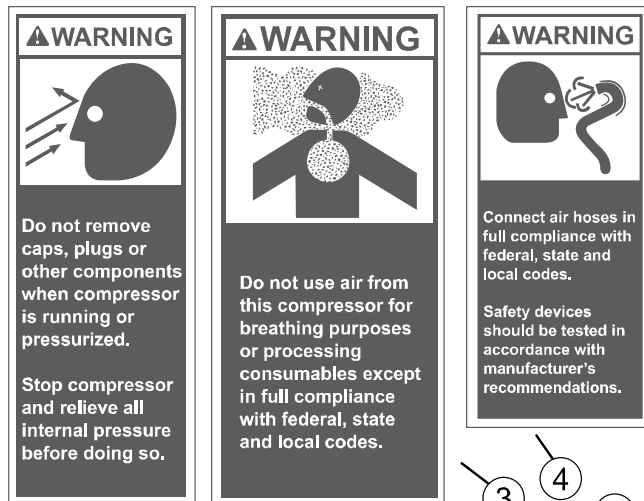 WARNING
Do not remove
caps, plugs or
other components
when compressor
is running or
pressurized.
Stop compressor
and relieve all
internal pressure
before doing so.
WARNING
Do not use air from
this compressor for
breathing purposes
or processing
consumables except
in full compliance
with federal, state
and local codes.
WARNING
Connect air hoses in
full compliance with
federal, state and
local codes.
Safety devices
should be tested in
accordance with
manufacturer's
recommendations.
4
3